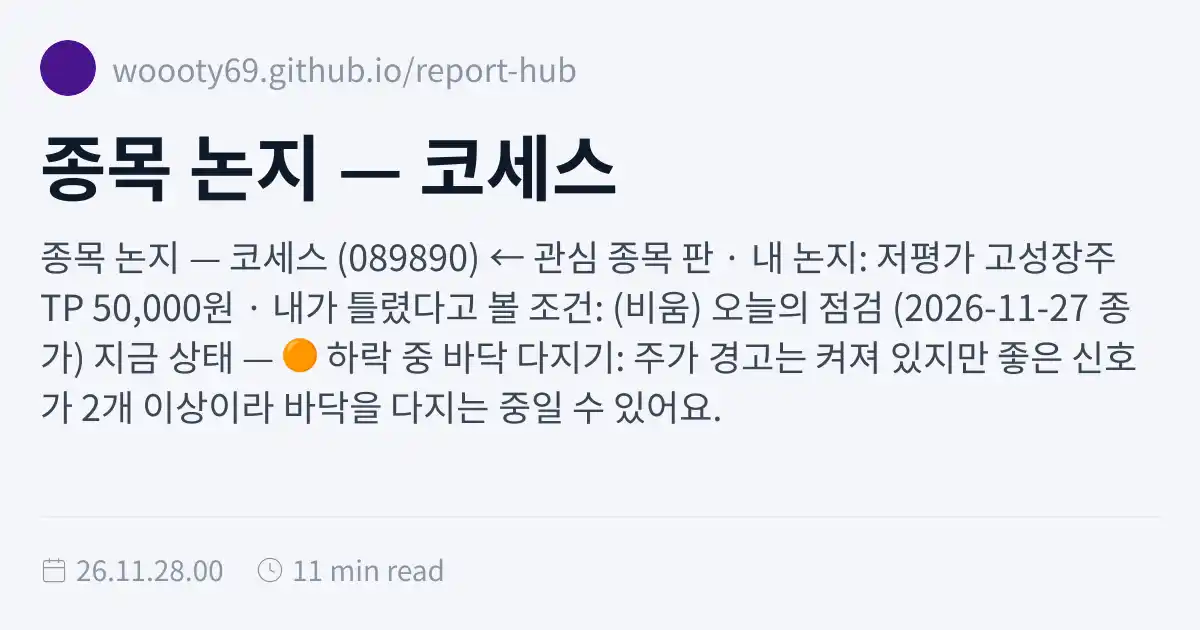 woooty69.github.io/report-hub
종목 논지 — 코세스
종목 논지 — 코세스 (089890) ← 관심 종목 판 · 내 논지: 저평가 고성장주
TP 50,000원 · 내가 틀렸다고 볼 조건: (비움) 오늘의 점검 (2026-11-27 종
가) 지금 상태 — 🟠 하락 중 바닥 다지기: 주가 경고는 켜져 있지만 좋은 신호
가 2개 이상이라 바닥을 다지는 중일 수 있어요.
26.11.28.00 11 min read